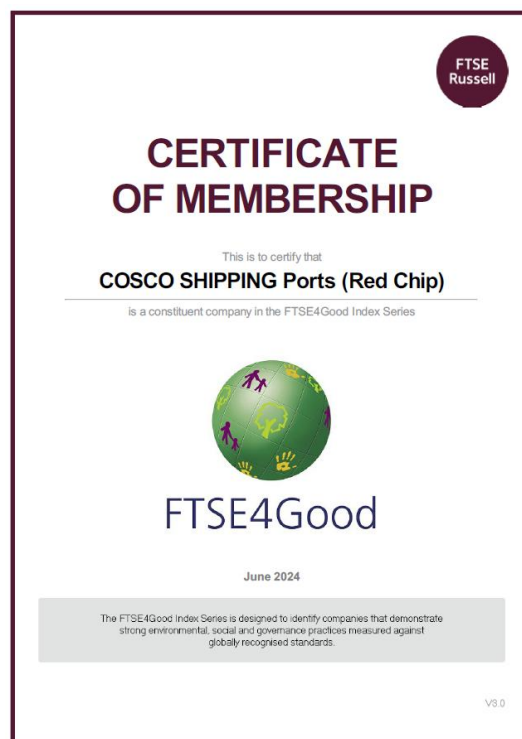 FTSE
Russell
CERTIFICATE
OF MEMBERSHIP
This is to certify that
COSCO SHIPPING Ports (Red Chip)
is a constituent company in the FTSE4Good Index Series
FTSE4Good
June 2024
The FTSE4Good Index Series is designed to identify companies that demonstrate
strong environmental, social and governance practices measured against
globally recognised standards.
V3.0